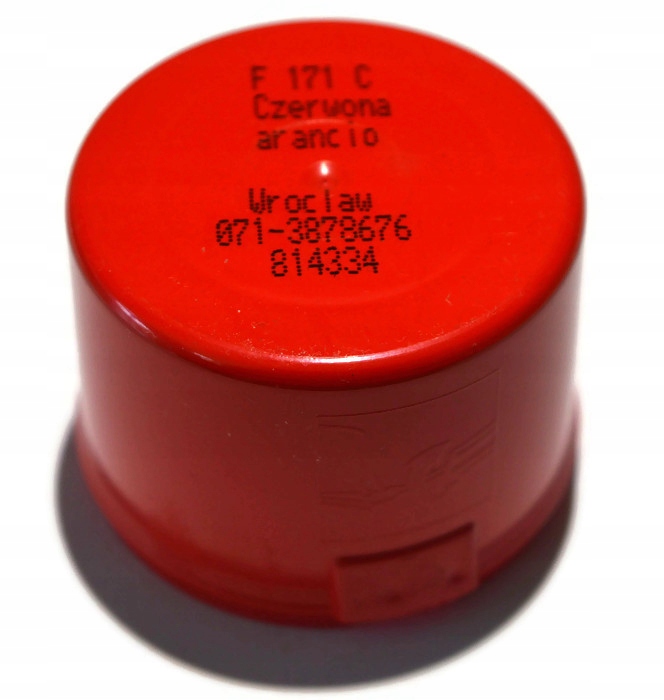 F 171 C
Czerwona
arancio
Wroclaw
071-3878676
814334